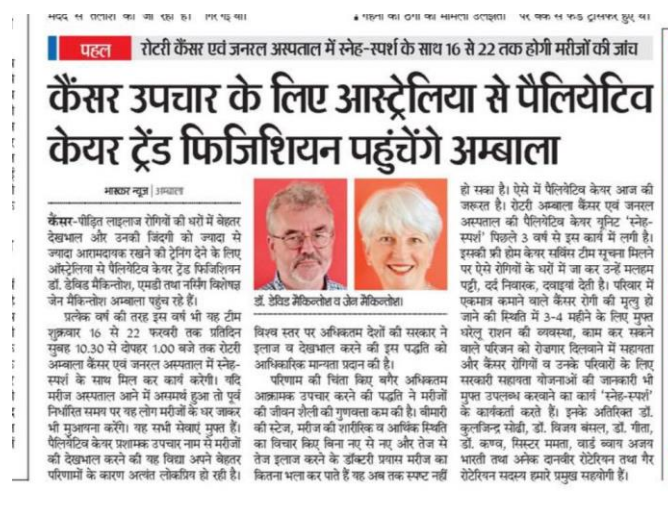 मदद से तलाश की जा रही है।
पहल
रोटरी कैंसर एवं जनरल अस्पताल में स्नेह-स्पर्श के साथ 16 से 22 तक होगी मरीजों की जांच
कैंसर उपचार के लिए आस्ट्रेलिया से पैलियेटिव
केयर ट्रेंड फिजिशियन पहुंचेंगे अम्बाला
भास्कर न्यूज | अम्बाला
कैंसर-पीड़ित लाइलाज रोगियों की घरों में बेहतर
देखभाल और उनकी जिंदगी को ज्यादा से
ज्यादा आरामदायक रखने की ट्रेनिंग देने के लिए
ऑस्ट्रेलिया से पैलियेटिव केयर ट्रेंड फिजिशियन
डॉ. डेविड मैकिन्तोश, एमडी तथा नर्सिंग विशेषज्ञ
जेन मैकिन्तोश अम्बाला पहुंच रहे हैं।
प्रत्येक वर्ष की तरह इस वर्ष भी यह टीम
शुक्रवार 16 से 22 फरवरी तक प्रतिदिन
सुबह 10.30 से दोपहर 1.00 बजे तक रोटरी
अम्बाला कैंसर एवं जनरल अस्पताल में स्नेह-
स्पर्श के साथ मिल कर कार्य करेगी। यदि
मरीज अस्पताल आने में असमर्थ हुआ तो पूर्व
निर्धारित समय पर यह लोग मरीजों के घर जाकर
भी मुआयना करेंगे। यह सभी सेवाएं मुफ्त हैं।
पैलियेटिव केयर प्रशामक उपचार नाम से मरीजों
की देखभाल करने की यह विद्या अपने बेहतर
परिणामों के कारण अत्यंत लोकप्रिय हो रही है।
डॉ. डेविड मैकिन्तोश व जेन मैकिन्तोश।
विश्व स्तर पर अधिकतम देशों की सरकार ने
इलाज व देखभाल करने की इस पद्धति को
आधिकारिक मान्यता प्रदान की है।
परिणाम की चिंता किए बगैर अधिकतम
आक्रामक उपचार करने की पद्धति ने मरीजों
की जीवन शैली की गुणवत्ता कम की है। बीमारी
की स्टेज, मरीज की शारीरिक व आर्थिक स्थिति
का विचार किए बिना नए से नए और तेज से
तेज इलाज करने के डॉक्टरी प्रयास मरीज का
कितना भला कर पाते हैं यह अब तक स्पष्ट नहीं
हो सका है। ऐसे में पैलियेटिव केयर आज की
जरूरत है। रोटरी अम्बाला कैंसर एवं जनरल
अस्पताल की पैलियेटिव केयर यूनिट 'स्नेह-
स्पर्श' पिछले 3 वर्ष से इस कार्य में लगी है।
इसकी फ्री होम केयर सर्विस टीम सूचना मिलने
पर ऐसे रोगियों के घरों में जा कर उन्हें मलहम
पट्टी, दर्द निवारक, दवाइयां देती है। परिवार में
एकमात्र कमाने वाले कैंसर रोगी की मृत्यु हो
जाने की स्थिति में 3-4 महीने के लिए मुफ्त
घरेलू राशन की व्यवस्था, काम कर सकने
वाले परिजन को रोज़गार दिलवाने में सहायता
और कैंसर रोगियों व उनके परिवारों के लिए
सरकारी सहायता योजनाओं की जानकारी भी
मुफ्त उपलब्ध करवाने का कार्य 'स्नेह-स्पर्श'
के कार्यकर्ता करते हैं। इनके अतिरिक्त डॉ.
कुलजिन्द्र सोढी, डॉ. विजय बंसल, डॉ. गीता,
डॉ. कण्व, सिस्टर ममता, वार्ड ब्वाय अजय
भारती तथा अनेक दानवीर रोटेरियन तथा गैर
रोटेरियन सदस्य हमारे प्रमुख सहयोगी हैं।